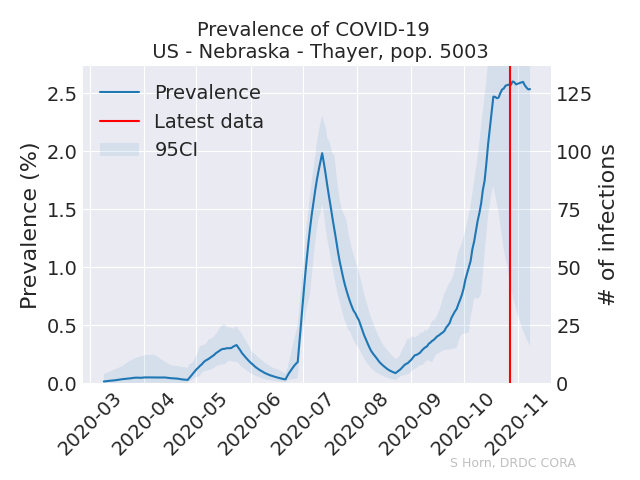 Prevalence of COVID-19
US - Nebraska - Thayer, pop. 5003
Prevalence
Latest data
95CI
Prevalence (%)
2.5
2.0
1.5
1.0
0.5
0.0
125
100
75
50
25
0
# of infections
2020-03
2020-04
2020-05
2020-06
2020-07
2020-08
2020-09
2020-10
2020-11
S Horn, DRDC CORA